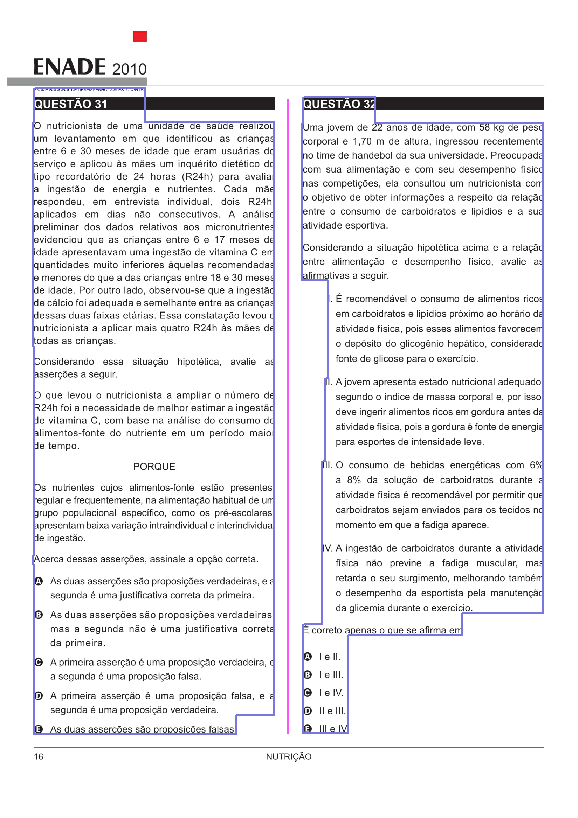 ENADE 2010
QUESTÃO 31
O nutricionista de uma unidade de saúde realizou
um levantamento em que identificou as crianças
entre 6 e 30 meses de idade que eram usuárias do
serviço e aplicou às mães um inquérito dietético do
tipo recordatório de 24 horas (R24h) para avaliar
a ingestão de energia e nutrientes. Cada mãe
respondeu, em entrevista individual, dois R24h,
aplicados em dias não consecutivos. A análise
preliminar dos dados relativos aos micronutrientes
evidenciou que as crianças entre 6 e 17 meses de
idade apresentavam uma ingestão de vitamina C em
quantidades muito inferiores àquelas recomendadas
e menores do que a das crianças entre 18 e 30 meses
de idade. Por outro lado, observou-se que a ingestão
de cálcio foi adequada e semelhante entre as crianças
dessas duas faixas etárias. Essa constatação levou o
nutricionista a aplicar mais quatro R24h às mães de
todas as crianças.
Considerando essa situação hipotética, avalie as
asserções a seguir.
O que levou o nutricionista a ampliar o número de
R24h foi a necessidade de melhor estimar a ingestão
de vitamina C, com base na análise do consumo de
alimentos-fonte do nutriente em um período maior
de tempo.
PORQUE
Os nutrientes cujos alimentos-fonte estão presentes,
regular e frequentemente, na alimentação habitual de um
grupo populacional específico, como os pré-escolares,
apresentam baixa variação intraindividual e interindividual
de ingestão.
Acerca dessas asserções, assinale a opção correta.
A As duas asserções são proposições verdadeiras, e a
segunda é uma justificativa correta da primeira.
B As duas asserções são proposições verdadeiras,
mas a segunda não é uma justificativa correta
da primeira.
C A primeira asserção é uma proposição verdadeira, e
a segunda é uma proposição falsa.
D A primeira asserção é uma proposição falsa, e a
segunda é uma proposição verdadeira.
E As duas asserções são proposições falsas.
QUESTÃO 32
Uma jovem de 22 anos de idade, com 58 kg de peso
corporal e 1,70 m de altura, ingressou recentemente
no time de handebol da sua universidade. Preocupada
com sua alimentação e com seu desempenho físico
nas competições, ela consultou um nutricionista com
o objetivo de obter informações a respeito da relação
entre o consumo de carboidratos e lipídios e a sua
atividade esportiva.
Considerando a situação hipotética acima e a relação
entre alimentação e desempenho físico, avalie as
afirmativas a seguir.
I. É recomendável o consumo de alimentos ricos
em carboidratos e lipídios próximo ao horário da
atividade física, pois esses alimentos favorecem
o depósito do glicogênio hepático, considerado
fonte de glicose para o exercício.
II. A jovem apresenta estado nutricional adequado,
segundo o índice de massa corporal e, por isso,
deve ingerir alimentos ricos em gordura antes da
atividade física, pois a gordura é fonte de energia
para esportes de intensidade leve.
III. O consumo de bebidas energéticas com 6%
a 8% da solução de carboidratos durante a
atividade física é recomendável por permitir que
carboidratos sejam enviados para os tecidos no
momento em que a fadiga aparece.
IV. A ingestão de carboidratos durante a atividade
física não previne a fadiga muscular, mas
retarda o seu surgimento, melhorando também
o desempenho da esportista pela manutenção
da glicemia durante o exercício.
É correto apenas o que se afirma em
A I e II.
B I e III.
C I e IV.
D II e III.
E III e IV.
16
NUTRIÇÃO